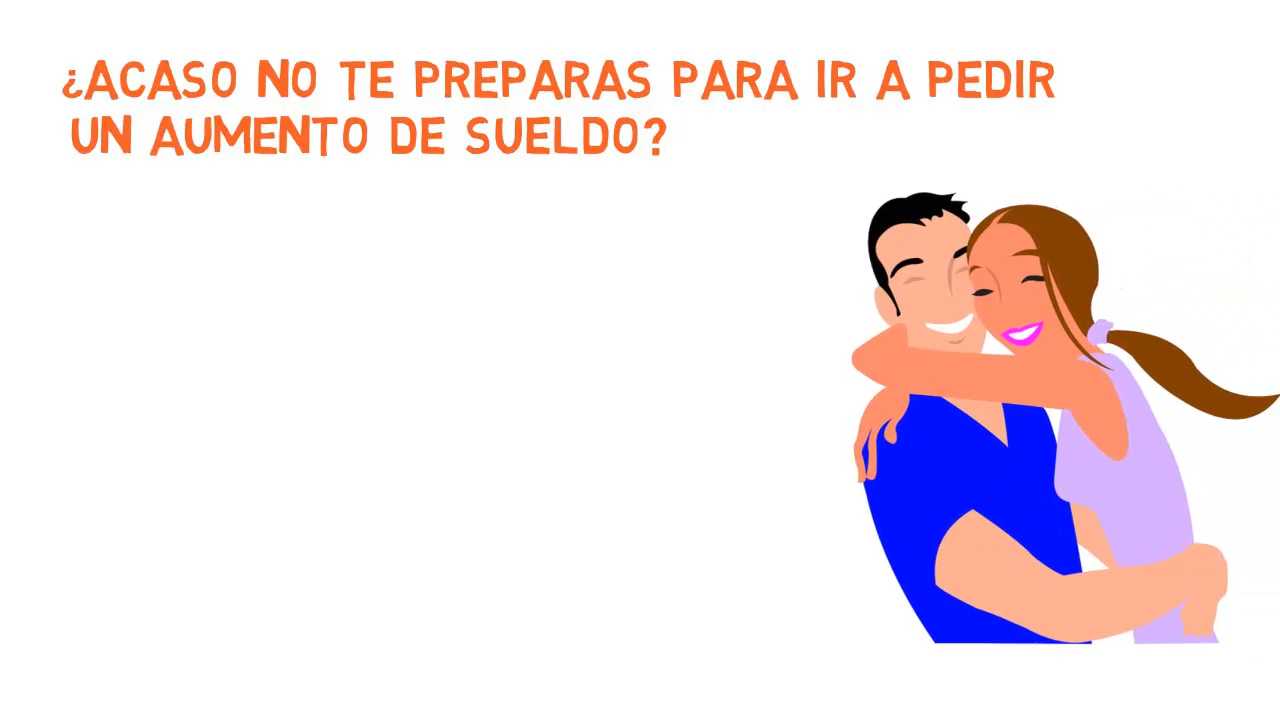 ¿ACASO NO TE PREPARAS PARA IR A PEDIR
UN AUMENTO DE SUELDO?